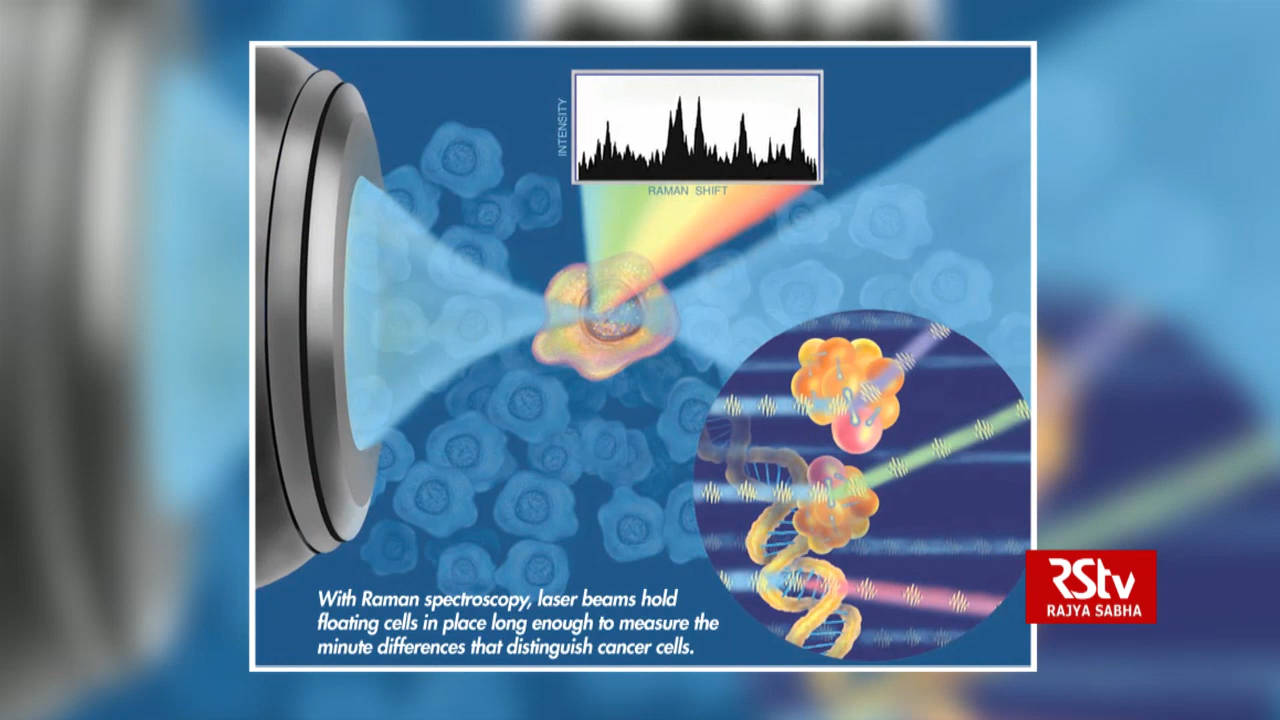 INTENSITY
RAMAN SHIFT
With Raman spectroscopy, laser beams hold
floating cells in place long enough to measure the
minute differences that distinguish cancer cells.
RStv
RAJYA SABHA